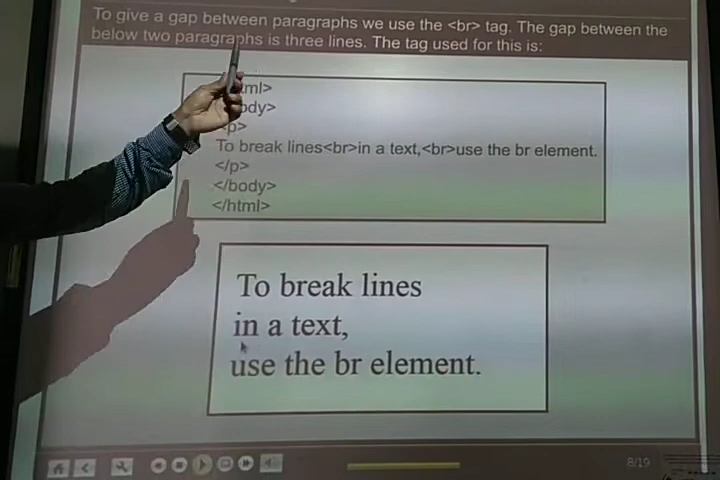 To give a gap between paragraphs we use the <br> tag. The gap between the
below two paragraphs is three lines. The tag used for this is:
<p>
To break lines<br>in a text,<br>use the br element.
</p>
</body>
</html>
To break lines
in a text,
use the br element.
8/19